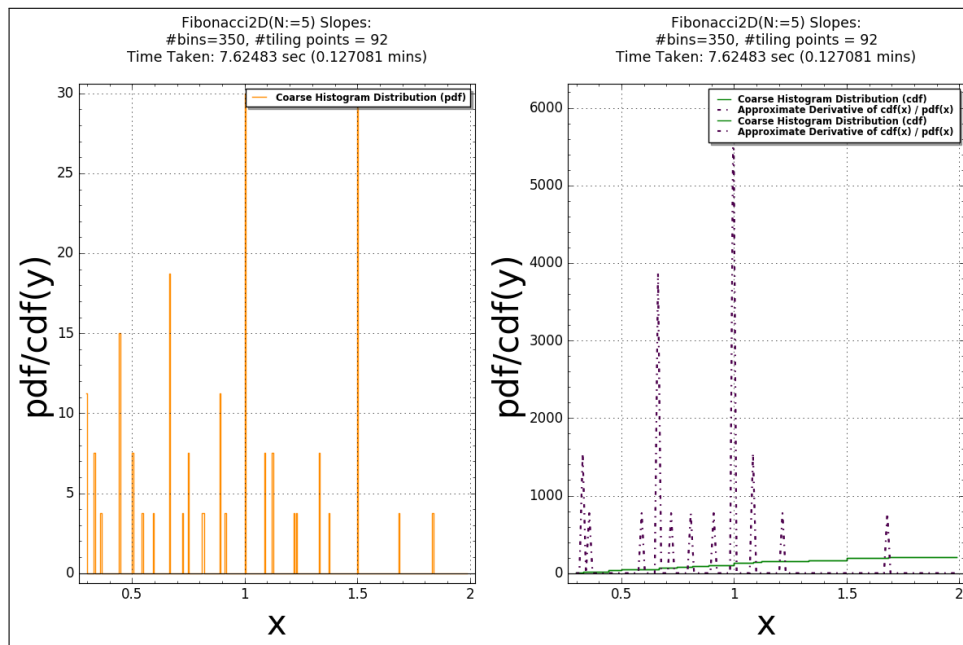 Fibonacci2D(N:=5) Slopes:
#bins=350, #tiling points = 92
Time Taken: 7.62483 sec (0.127081 mins)
Coarse Histogram Distribution (pdf)
30
25
20
15
10
5
0
0.5
1
1.5
2
pdf/cdf(y)
x
Fibonacci2D(N:=5) Slopes:
#bins=350, #tiling points = 92
Time Taken: 7.62483 sec (0.127081 mins)
Coarse Histogram Distribution (cdf)
Approximate Derivative of cdf(x) / pdf(x)
Coarse Histogram Distribution (cdf)
Approximate Derivative of cdf(x) / pdf(x)
6000
5000
4000
3000
2000
1000
0
0.5
1
1.5
2
pdf/cdf(y)
x